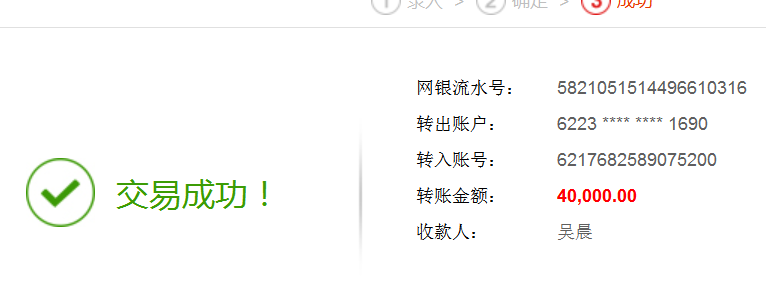 1 录入 > 2 确定 > 3 成功
网银流水号： 5821051514496610316
转出账户： 6223 **** **** 1690
转入账号： 6217682589075200
转账金额： 40,000.00
收款人： 吴晨
交易成功！